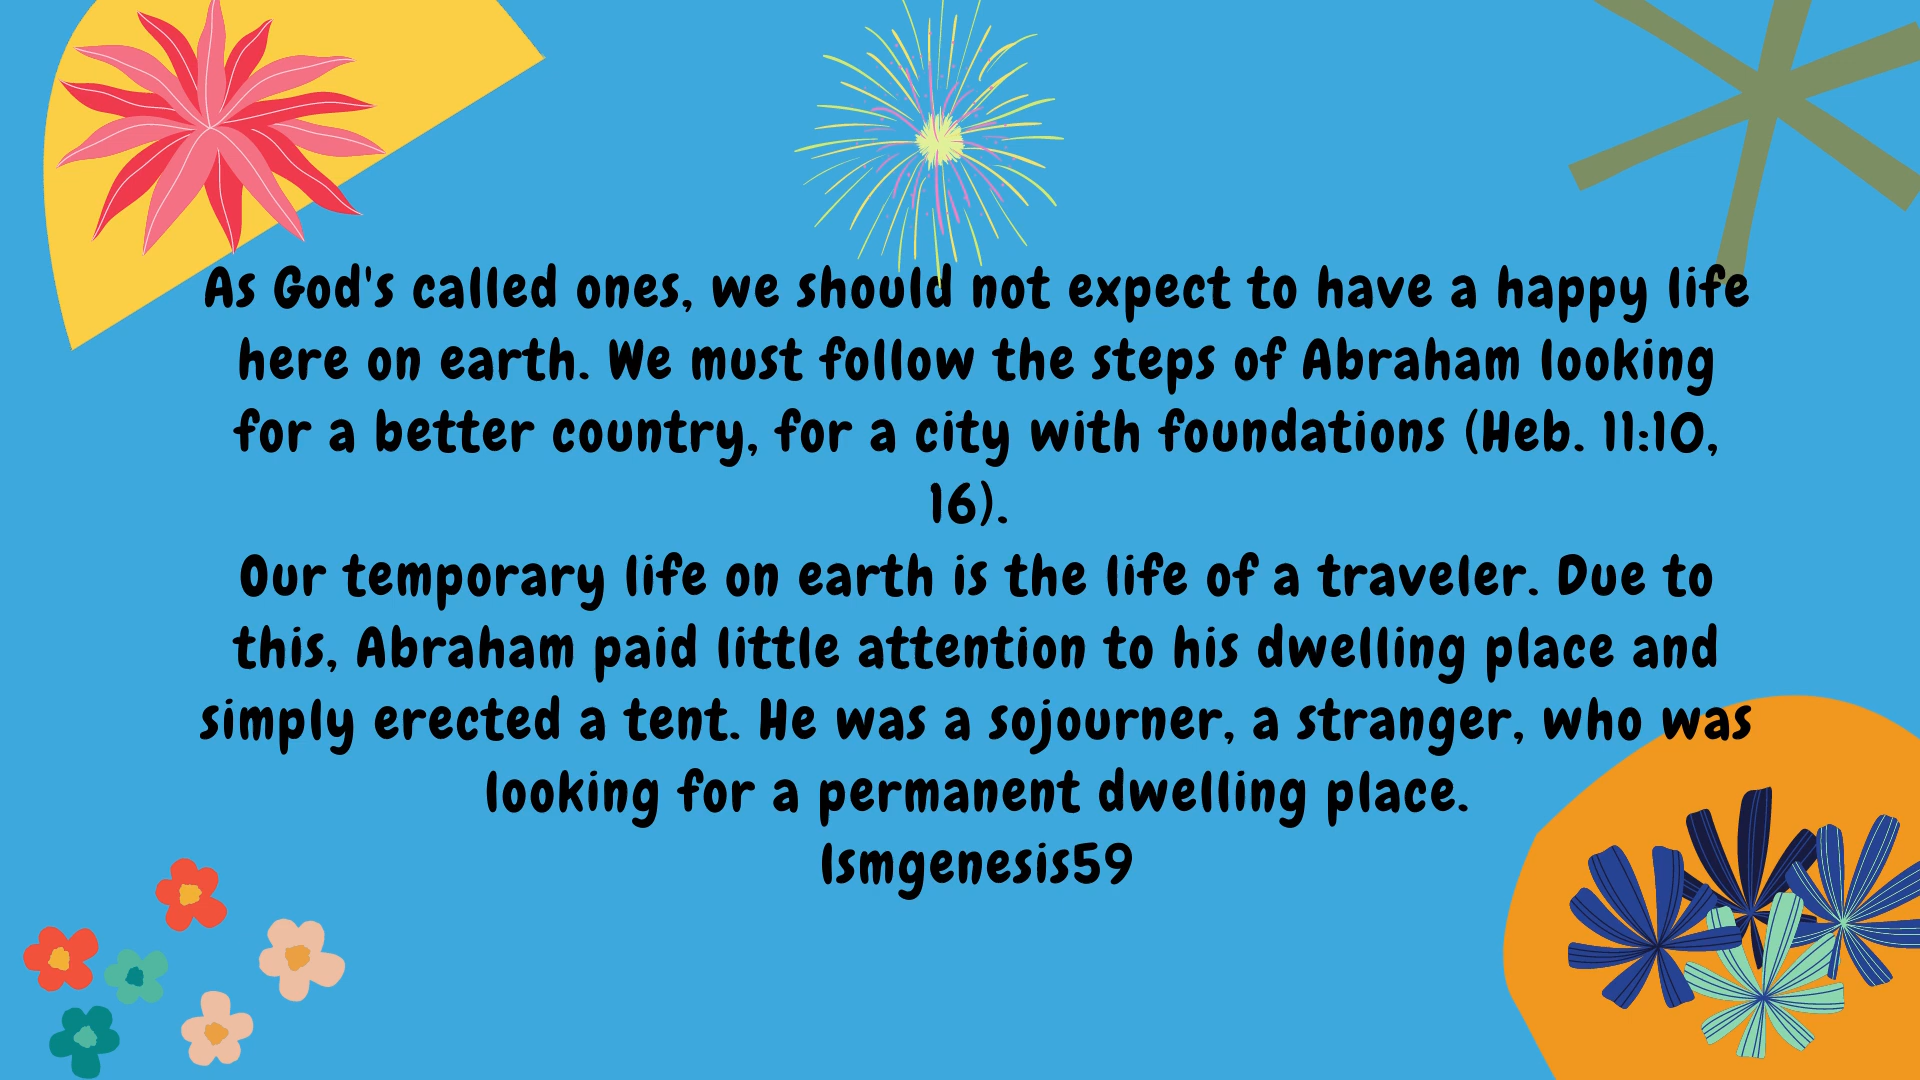 As God's called ones, we should not expect to have a happy life
here on earth. We must follow the steps of Abraham looking
for a better country, for a city with foundations (Heb. 11:10,
16).
Our temporary life on earth is the life of a traveler. Due to
this, Abraham paid little attention to his dwelling place and
simply erected a tent. He was a sojourner, a stranger, who was
looking for a permanent dwelling place.
lsmgenesis59